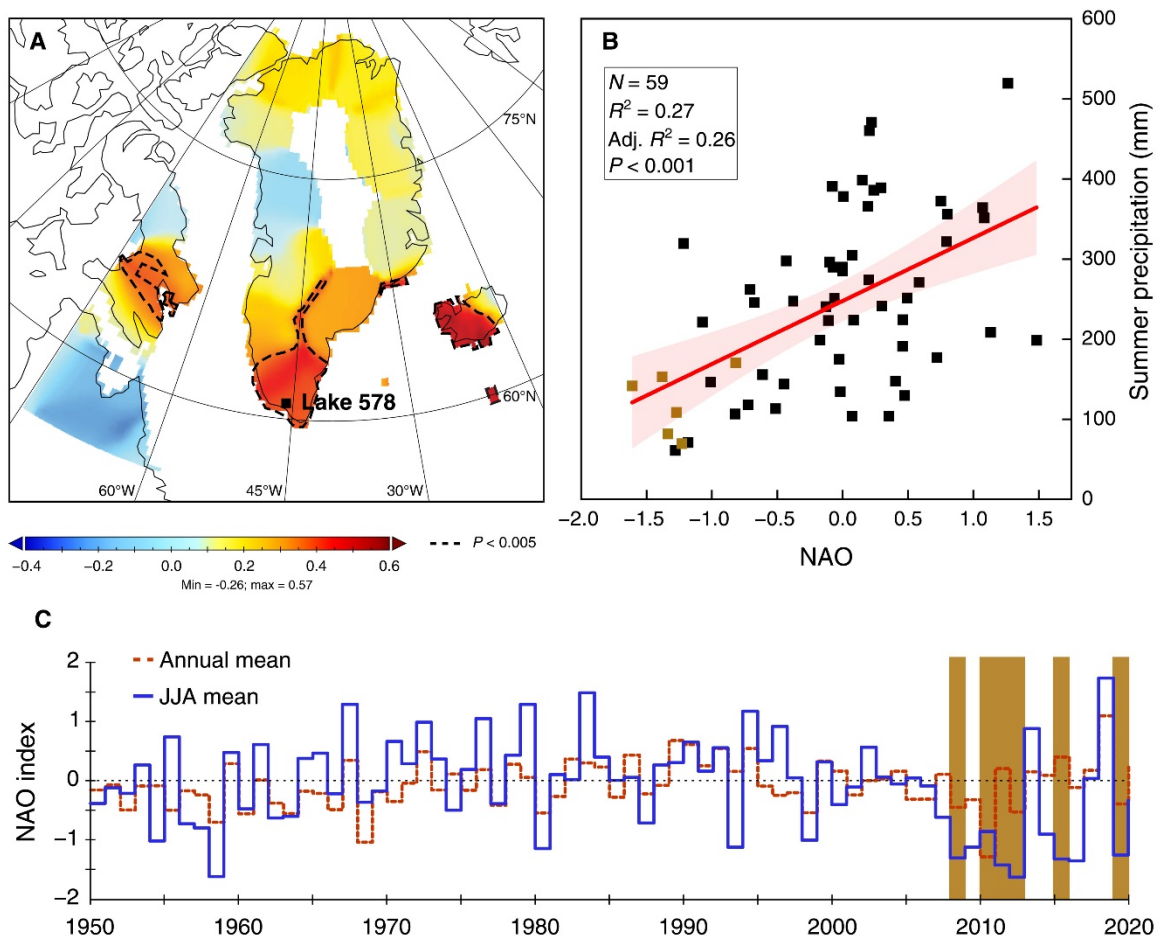 A
75°N
60°N
Lake 578
60°W
45°W
30°W
−0.4
−0.2
0.0
0.2
0.4
0.6
P < 0.005
Min = -0.26; max = 0.57
B
N = 59
R² = 0.27
Adj. R² = 0.26
P < 0.001
600
500
400
300
200
100
0
Summer precipitation (mm)
−2.0
−1.5
−1.0
−0.5
0.0
0.5
1.0
1.5
NAO
C
Annual mean
JJA mean
NAO index
2
1
0
−1
−2
1950
1960
1970
1980
1990
2000
2010
2020